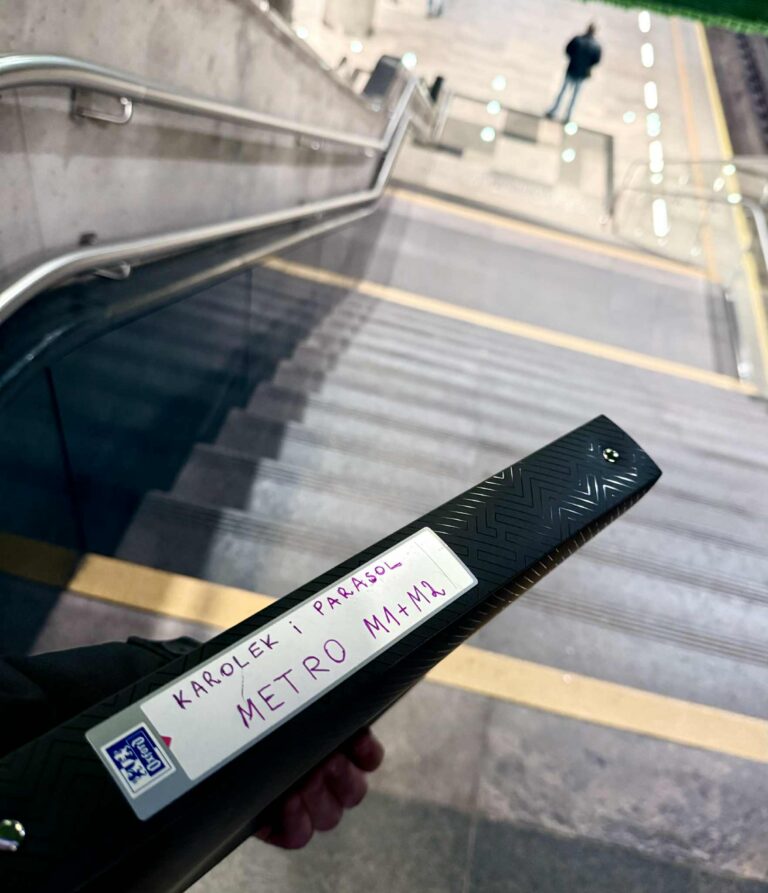 KAROLEK i PARASOL
METRO M1+M2
Oxford